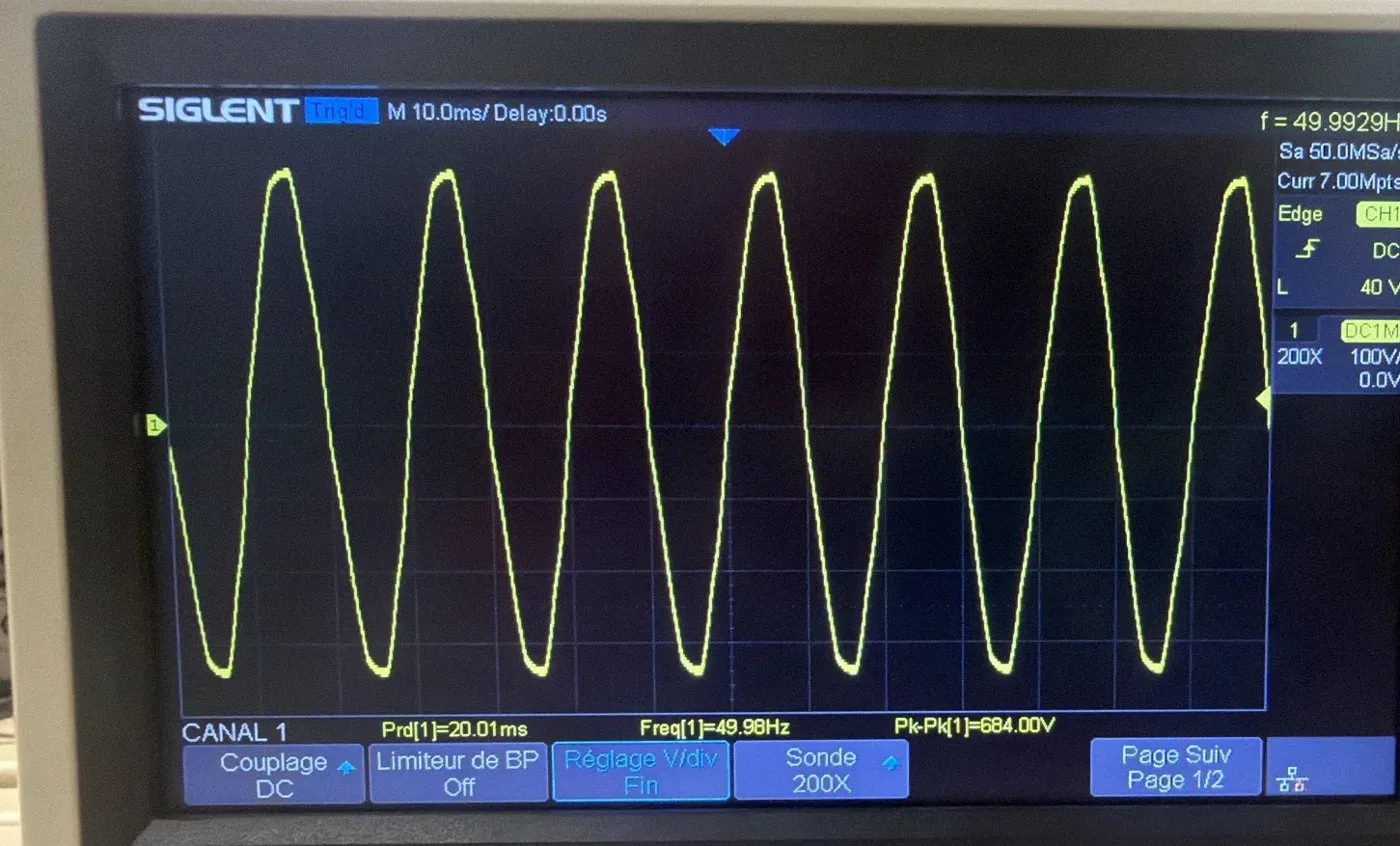 SIGLENT Trig'd M 10.0ms/ Delay:0.00s
f = 49.9929H
Sa 50.0MSa/s
Curr 7.00Mpts
Edge CH1
DC
L 40 V
1 DC1M
200X 100V/
0.0V
1
CANAL 1 Prd[1]=20.01ms Freq[1]=49.98Hz Pk-Pk[1]=684.00V
Couplage
DC
Limiteur de BP
Off
Réglage V/div
Fin
Sonde
200X
Page Suiv
Page 1/2